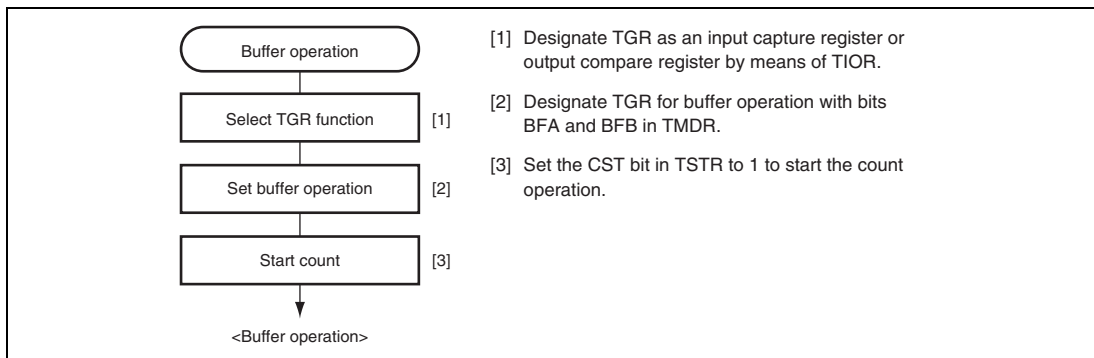 Buffer operation
Select TGR function
[1]
Set buffer operation
[2]
Start count
[3]
<Buffer operation>
[1] Designate TGR as an input capture register or
output compare register by means of TIOR.
[2] Designate TGR for buffer operation with bits
BFA and BFB in TMDR.
[3] Set the CST bit in TSTR to 1 to start the count
operation.